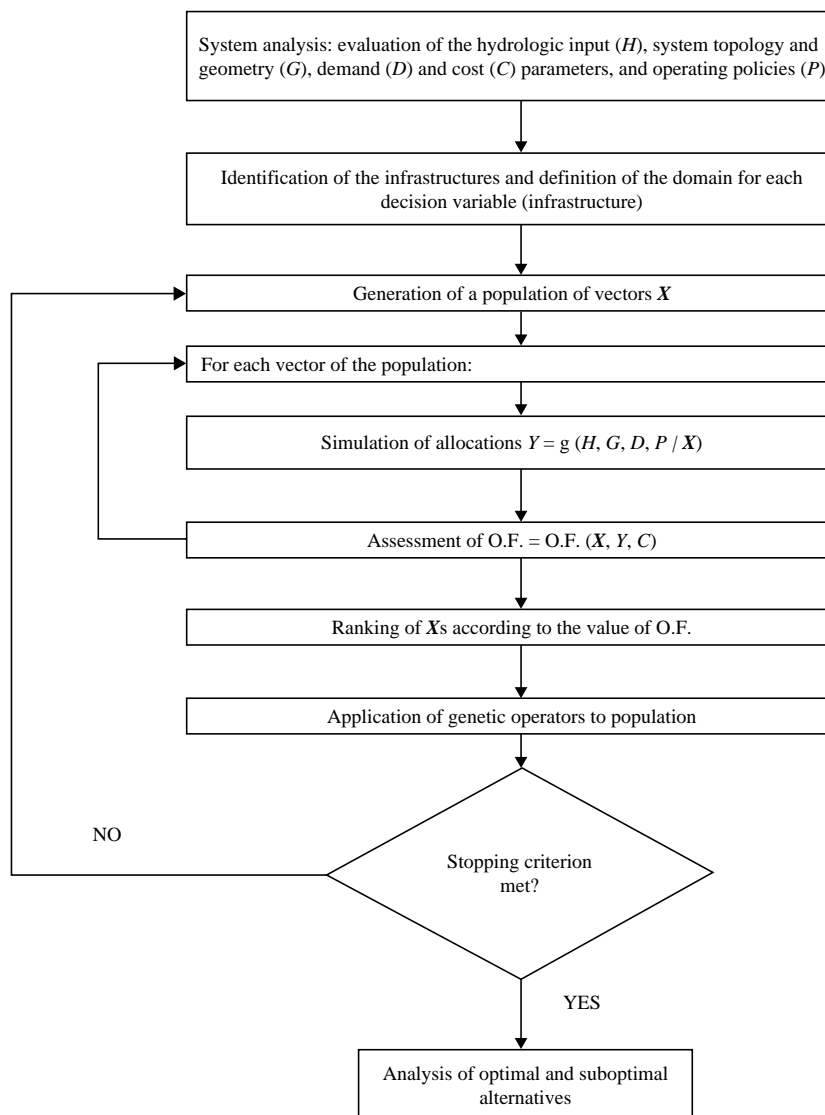 System analysis: evaluation of the hydrologic input (H), system topology and
geometry (G), demand (D) and cost (C) parameters, and operating policies (P)
Identification of the infrastructures and definition of the domain for each
decision variable (infrastructure)
Generation of a population of vectors X
For each vector of the population:
Simulation of allocations Y = g (H, G, D, P / X)
Assessment of O.F. = O.F. (X, Y, C)
Ranking of Xs according to the value of O.F.
Application of genetic operators to population
NO
Stopping criterion
met?
YES
Analysis of optimal and suboptimal
alternatives